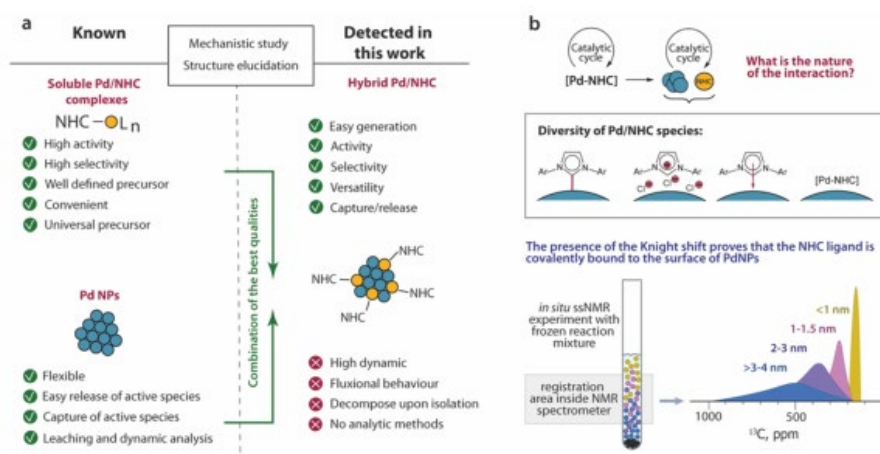 a
Known
Mechanistic study
Structure elucidation
Detected in
this work
Soluble Pd/NHC
complexes
NHC – Ln
High activity
High selectivity
Well defined precursor
Convenient
Universal precursor
Pd NPs
Flexible
Easy release of active species
Capture of active species
Leaching and dynamic analysis
Combination of the best qualities
Hybrid Pd/NHC
Easy generation
Activity
Selectivity
Versatility
Capture/release
NHC
NHC
NHC
NHC
High dynamic
Fluxional behaviour
Decompose upon isolation
No analytic methods
b
Catalytic
cycle
Catalytic
cycle
[Pd-NHC]
NHC
What is the nature
of the interaction?
Diversity of Pd/NHC species:
Ar N N Ar
Ar N N Ar
Cl Cl Cl
Ar N N Ar
[Pd-NHC]
The presence of the Knight shift proves that the NHC ligand is
covalently bound to the surface of PdNPs
in situ ssNMR
experiment with
frozen reaction
mixture
registration
area inside NMR
spectrometer
<1 nm
1-1.5 nm
2-3 nm
>3-4 nm
1000 500
¹³C, ppm